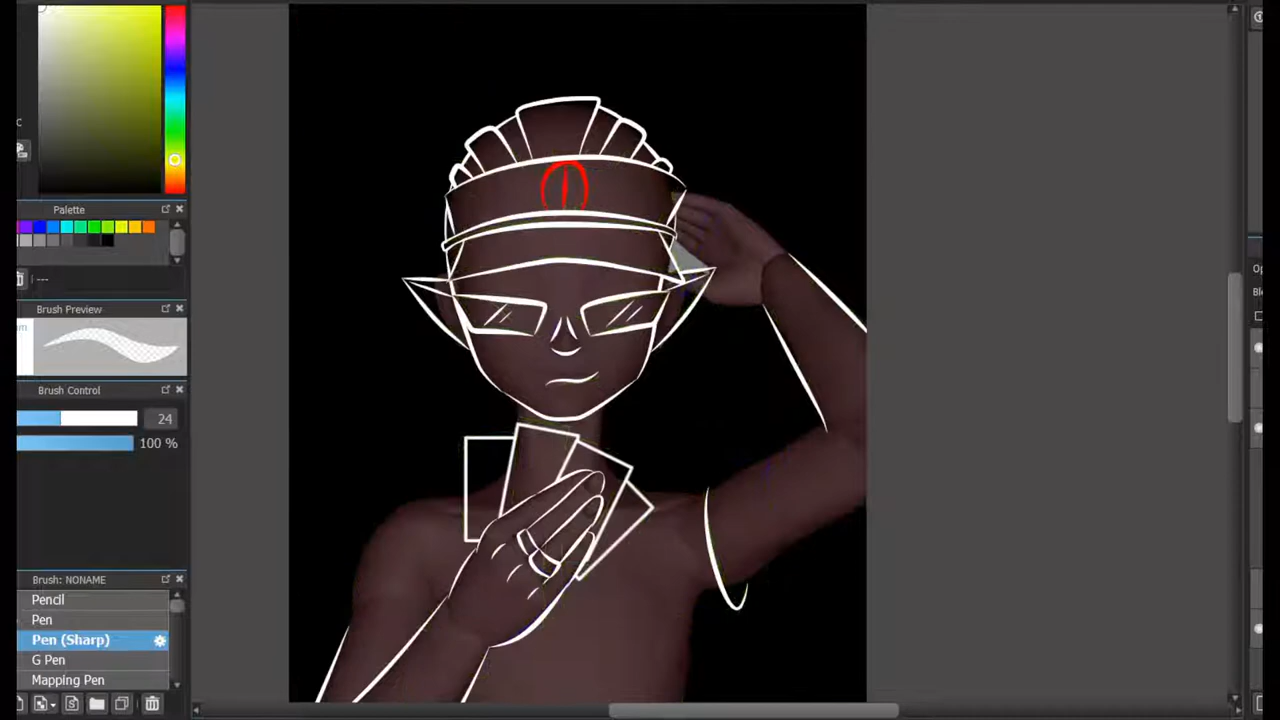 C
Palette
---
Brush Preview
Brush Control
24
100 %
Brush: NONAME
Pencil
Pen
Pen (Sharp)
G Pen
Mapping Pen